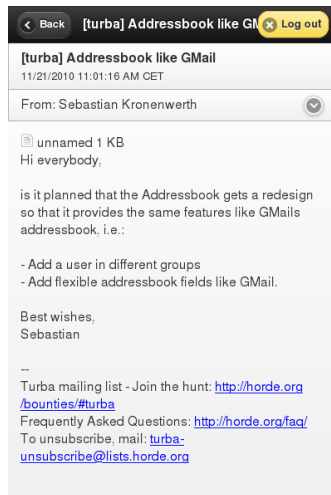 Back
[turba] Addressbook like GM
Log out
[turba] Addressbook like GMail
11/21/2010 11:01:16 AM CET
From: Sebastian Kronenwerth
unnamed 1 KB
Hi everybody,
is it planned that the Addressbook gets a redesign
so that it provides the same features like GMails
addressbook, i.e.:
- Add a user in different groups
- Add flexible addressbook fields like GMail.
Best wishes,
Sebastian
--
Turba mailing list - Join the hunt: http://horde.org
/bounties/#turba
Frequently Asked Questions: http://horde.org/faq/
To unsubscribe, mail: turba-
unsubscribe@lists.horde.org